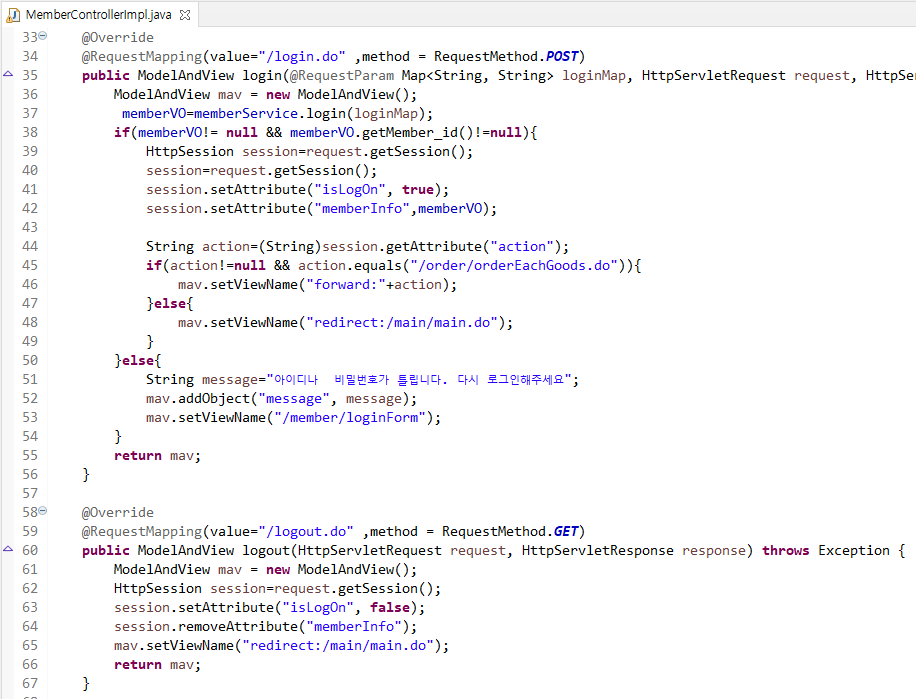 MemberControllerImpl.java
33 @Override
34 @RequestMapping(value="/login.do" ,method = RequestMethod.POST)
35 public ModelAndView login(@RequestParam Map<String, String> loginMap, HttpServletRequest request, HttpSe
36 ModelAndView mav = new ModelAndView();
37 memberVO=memberService.login(loginMap);
38 if(memberVO!= null && memberVO.getMember_id()!=null){
39 HttpSession session=request.getSession();
40 session=request.getSession();
41 session.setAttribute("isLogOn", true);
42 session.setAttribute("memberInfo",memberVO);
43
44 String action=(String)session.getAttribute("action");
45 if(action!=null && action.equals("/order/orderEachGoods.do")){
46 mav.setViewName("forward:"+action);
47 }else{
48 mav.setViewName("redirect:/main/main.do");
49 }
50 }else{
51 String message="아이디나  비밀번호가 틀립니다. 다시 로그인해주세요";
52 mav.addObject("message", message);
53 mav.setViewName("/member/loginForm");
54 }
55 return mav;
56 }
57
58 @Override
59 @RequestMapping(value="/logout.do" ,method = RequestMethod.GET)
60 public ModelAndView logout(HttpServletRequest request, HttpServletResponse response) throws Exception {
61 ModelAndView mav = new ModelAndView();
62 HttpSession session=request.getSession();
63 session.setAttribute("isLogOn", false);
64 session.removeAttribute("memberInfo");
65 mav.setViewName("redirect:/main/main.do");
66 return mav;
67 }